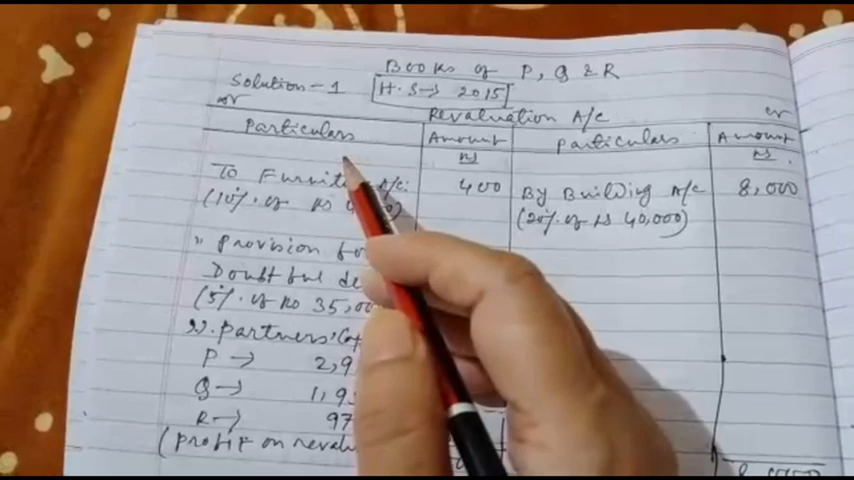 Books of P, Q & R
Solution-1 [H.S-S 2015]
Revaluation A/c
Dr Cr
Particulars Amount Particulars Amount
Rs Rs
To Furniture A/c. 400 By Building A/c 8,000
(10% of Rs (20% of Rs 40,000)
" Provision for
Doubtful de
(5% of Rs 35,00
". Partners' Cap
P → 2,9
Q → 1,9
R → 97
(Profit on reval